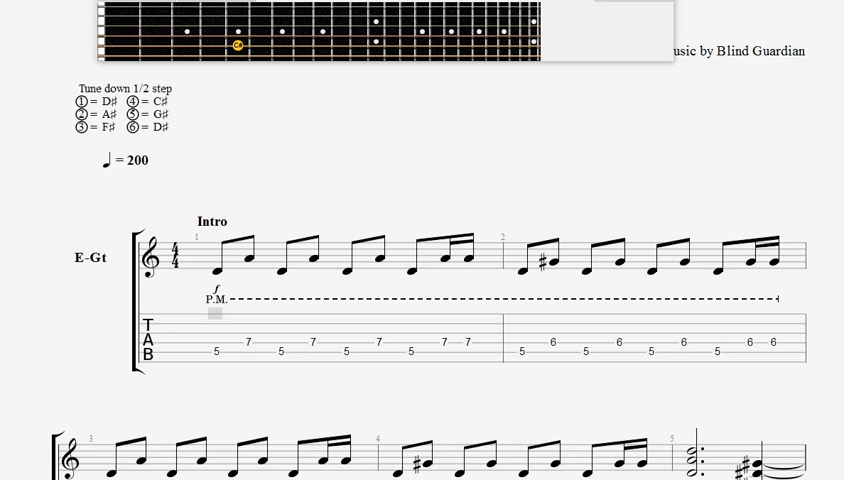 C#
usic by Blind Guardian
Tune down 1/2 step
① = D♯ ④ = C♯
② = A♯ ⑤ = G♯
③ = F♯ ⑥ = D♯
♩ = 200
Intro
E-Gt
4
4
1 2
f
P.M.
T
A
B
7 7 7 7 7 6 6 6 6 6
5 5 5 5 5 5 5 5
3 4 5